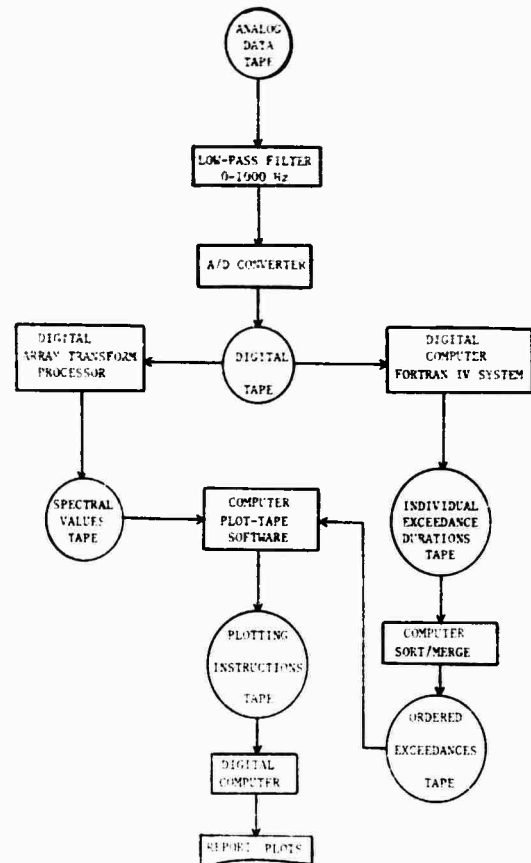 ANALOG
DATA
TAPE
LOW-PASS FILTER
0-1000 Hz
A/D CONVERTER
DIGITAL
ARRAY TRANSFORM
PROCESSOR
DIGITAL
TAPE
DIGITAL
COMPUTER
FORTRAN IV SYSTEM
SPECTRAL
VALUES
TAPE
COMPUTER
PLOT-TAPE
SOFTWARE
INDIVIDUAL
EXCEEDANCE
DURATIONS
TAPE
PLOTTING
INSTRUCTIONS
TAPE
COMPUTER
SORT/MERGE
ORDERED
EXCEEDANCES
TAPE
DIGITAL
COMPUTER
REPORT PLOTS